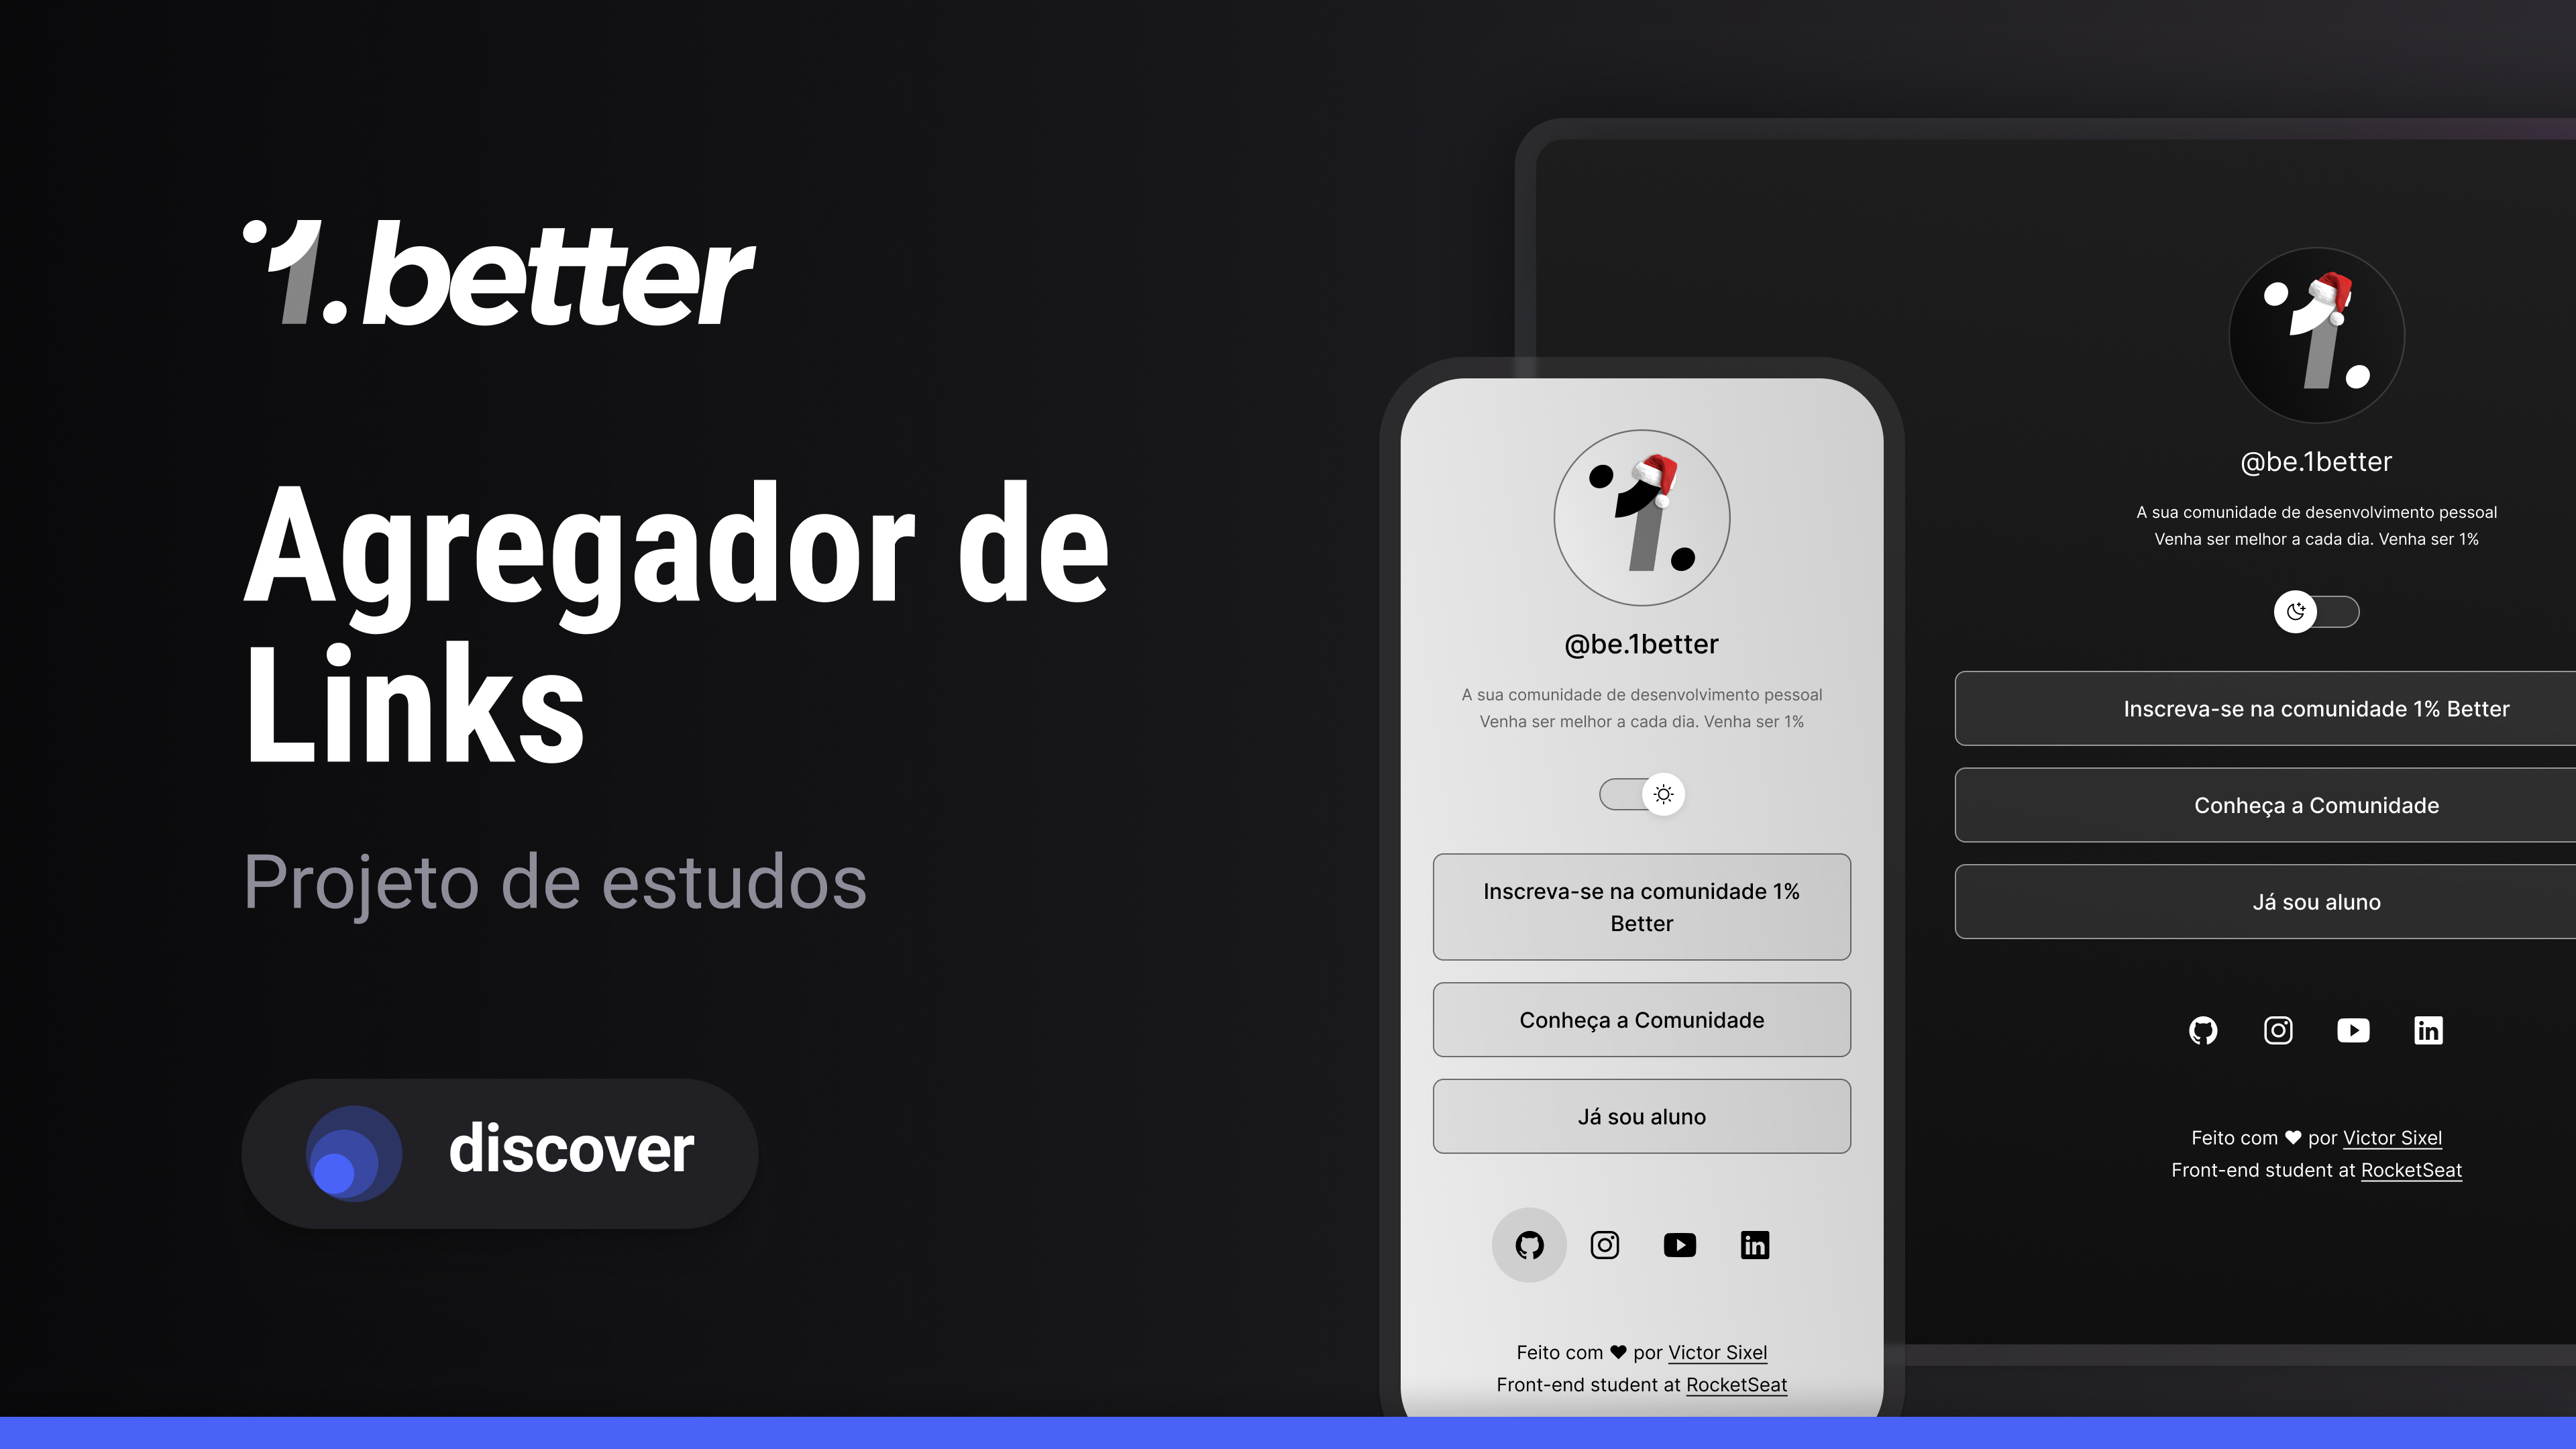 1.better
Agregador de
Links
Projeto de estudos
discover
1.
@be.1better
A sua comunidade de desenvolvimento pessoal
Venha ser melhor a cada dia. Venha ser 1%
Inscreva-se na comunidade 1%
Better
Conheça a Comunidade
Já sou aluno
in
Feito com ♥ por Victor Sixel
Front-end student at RocketSeat
1.
@be.1better
A sua comunidade de desenvolvimento pessoal
Venha ser melhor a cada dia. Venha ser 1%
Inscreva-se na comunidade 1% Better
Conheça a Comunidade
Já sou aluno
in
Feito com ♥ por Victor Sixel
Front-end student at RocketSeat